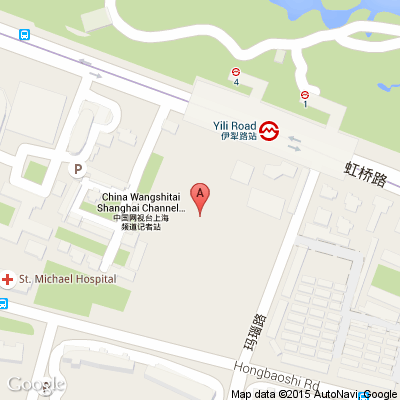 4
1
Yili Road
伊犁路站
虹桥路
P
China Wangshitai
Shanghai Channel...
中国网视台上海
频道记者站
A
St. Michael Hospital
玛瑙路
Hongbaoshi Rd
Google
Map data ©2015 AutoNavi, Google